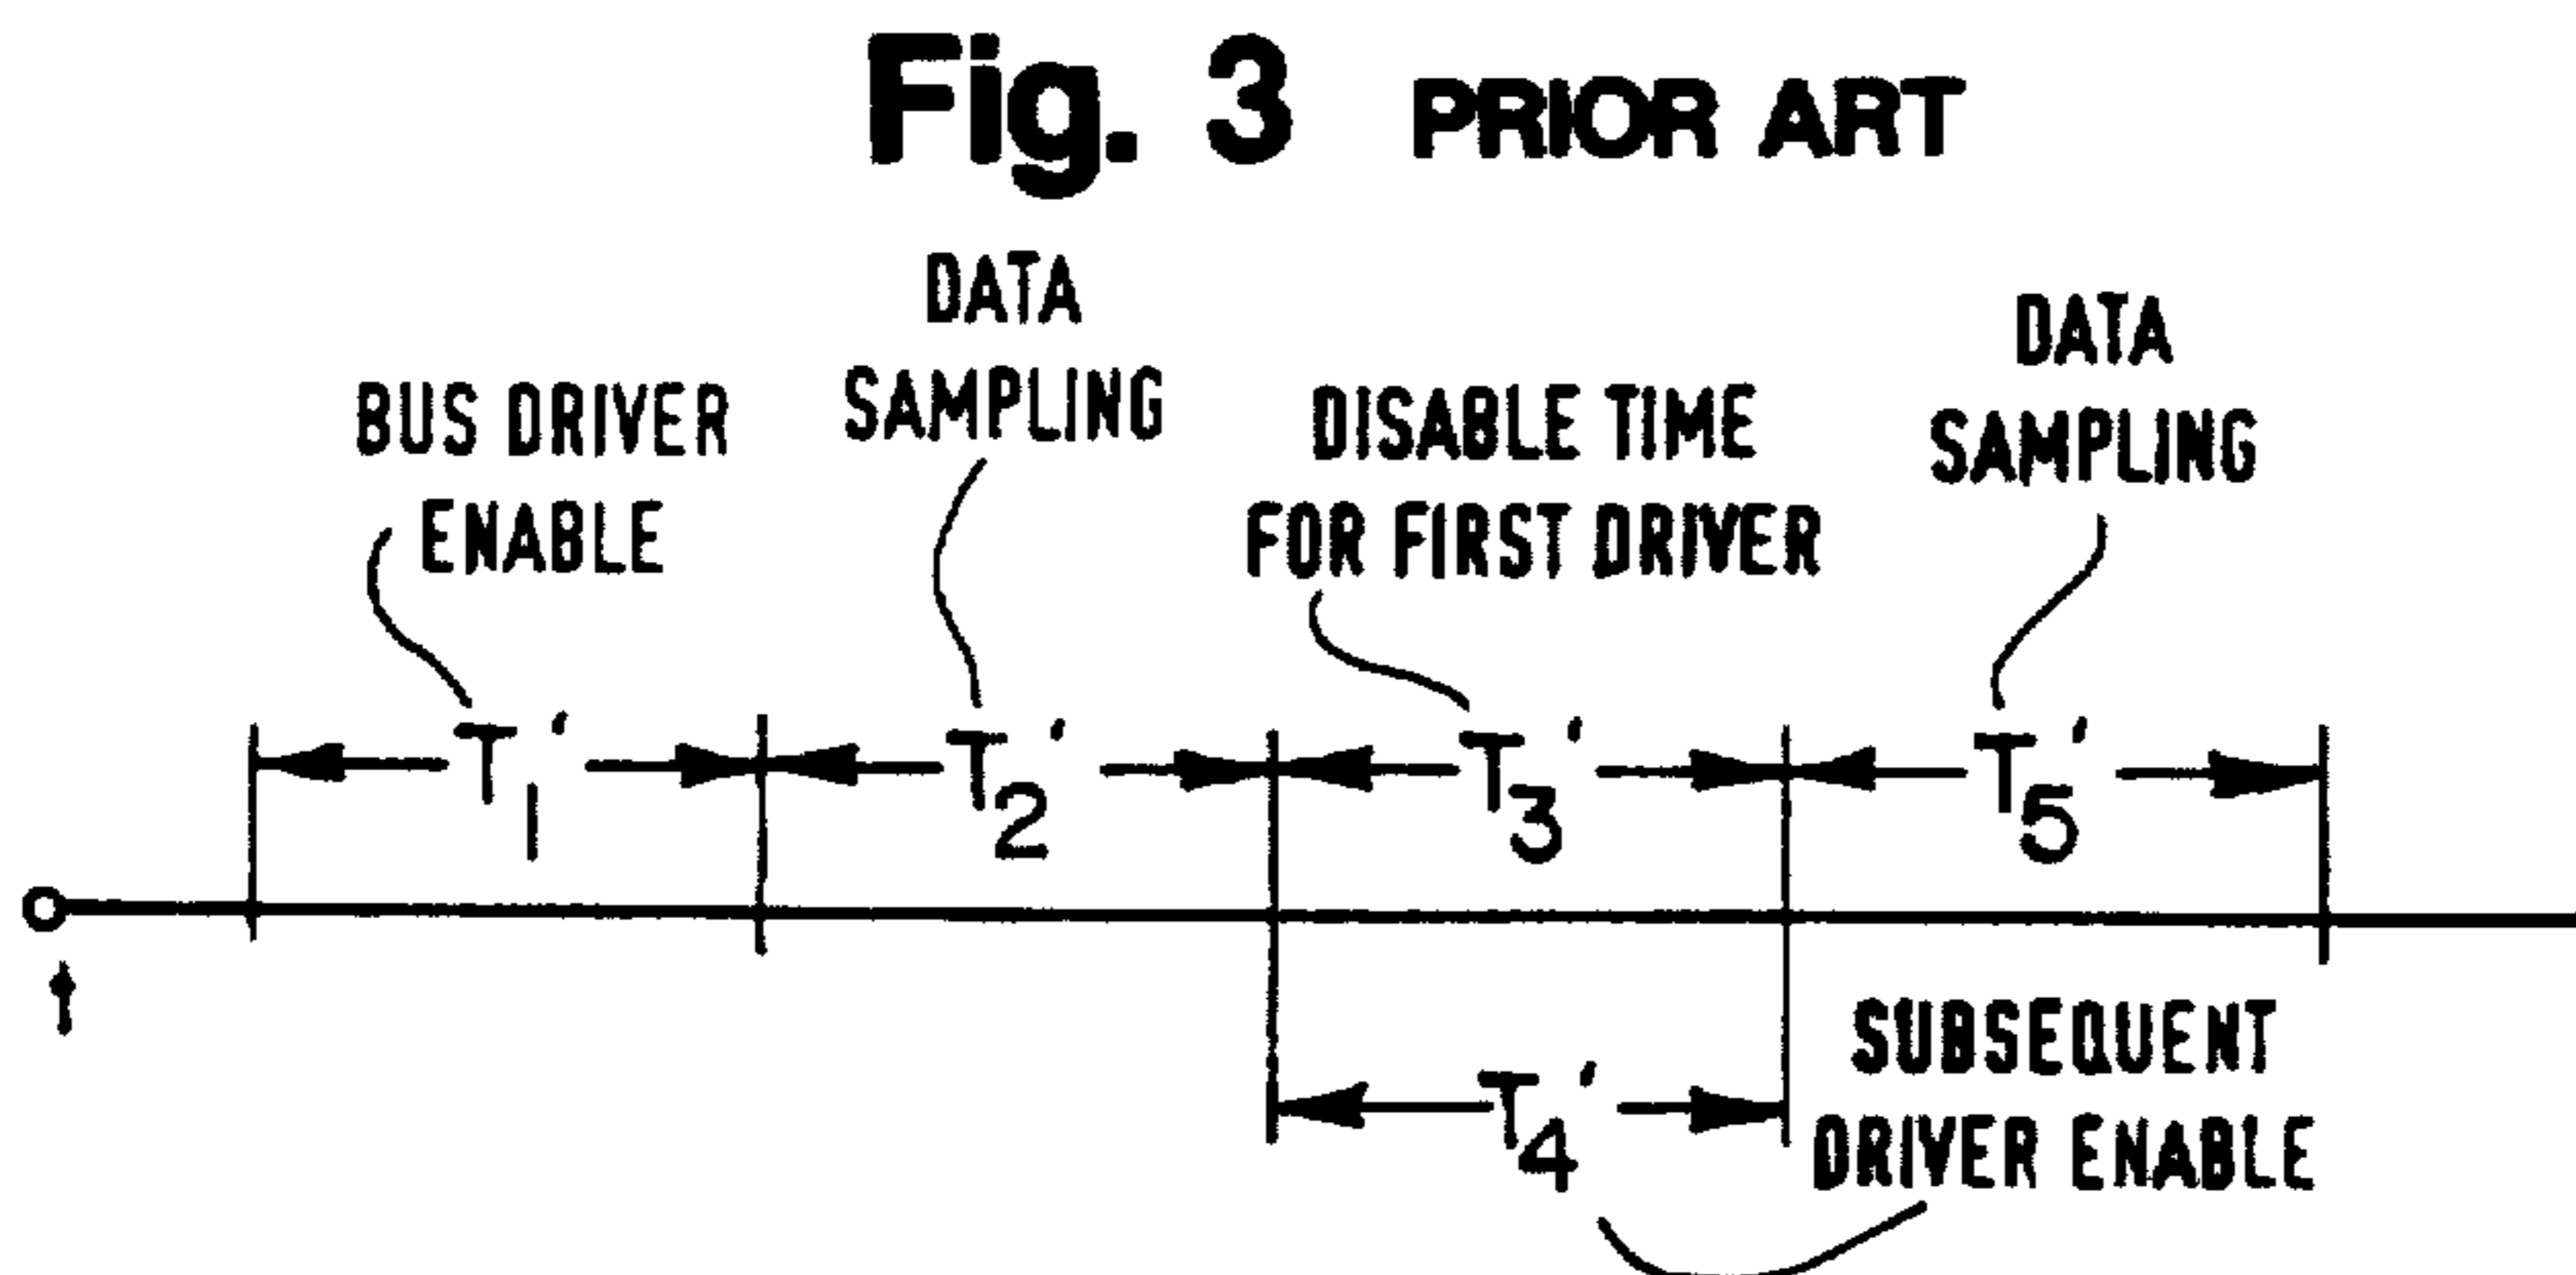 Fig. 3 PRIOR ART
DATA
SAMPLING
BUS DRIVER
ENABLE
DISABLE TIME
FOR FIRST DRIVER
DATA
SAMPLING
T1' T2' T3' T5'
t
T4'
SUBSEQUENT
DRIVER ENABLE